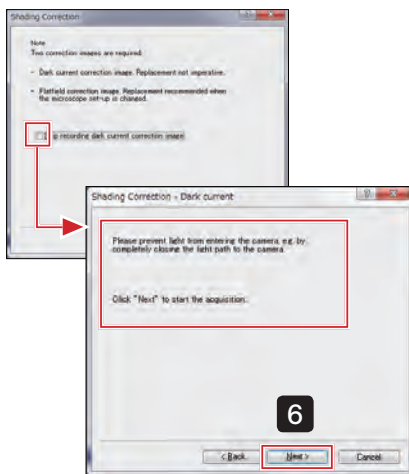 Shading Correction
Note
Two correction images are required.
- Dark current correction image. Replacement not imperative.
- Flatfield correction image. Replacement recommended when
the microscope set-up is changed.
recording dark current correction image
Shading Correction - Dark current
Please prevent light from entering the camera, e.g. by
completely closing the light path to the camera.
Click "Next" to start the acquisition.
6
< Back
Next >
Cancel